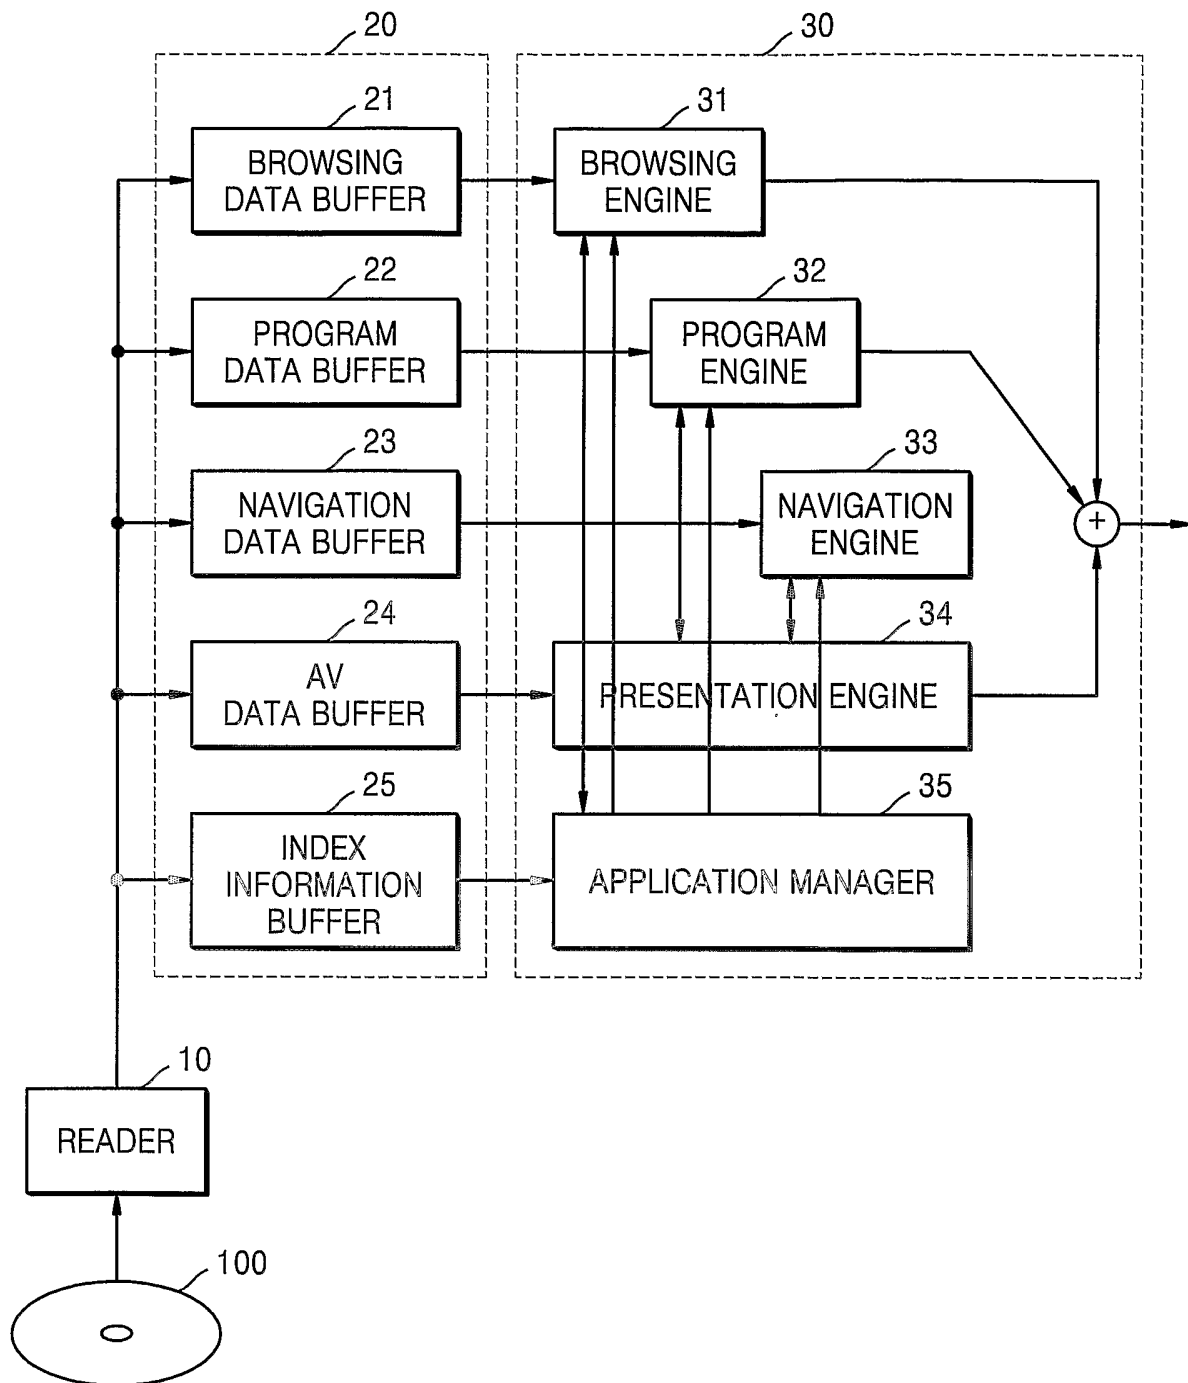 20
30
21
BROWSING
DATA BUFFER
31
BROWSING
ENGINE
22
PROGRAM
DATA BUFFER
32
PROGRAM
ENGINE
23
NAVIGATION
DATA BUFFER
33
NAVIGATION
ENGINE
+
24
AV
DATA BUFFER
34
PRESENTATION ENGINE
25
INDEX
INFORMATION
BUFFER
35
APPLICATION MANAGER
10
READER
100